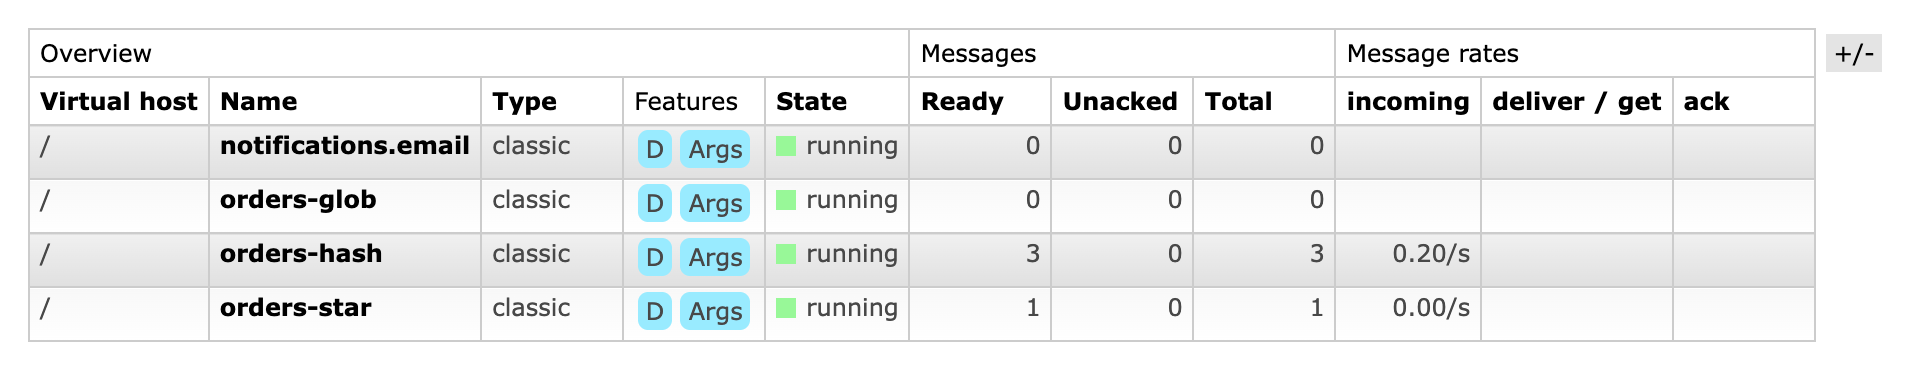 Overview Messages Message rates +/-
Virtual host Name Type Features State Ready Unacked Total incoming deliver / get ack
/ notifications.email classic D Args running 0 0 0
/ orders-glob classic D Args running 0 0 0
/ orders-hash classic D Args running 3 0 3 0.20/s
/ orders-star classic D Args running 1 0 1 0.00/s